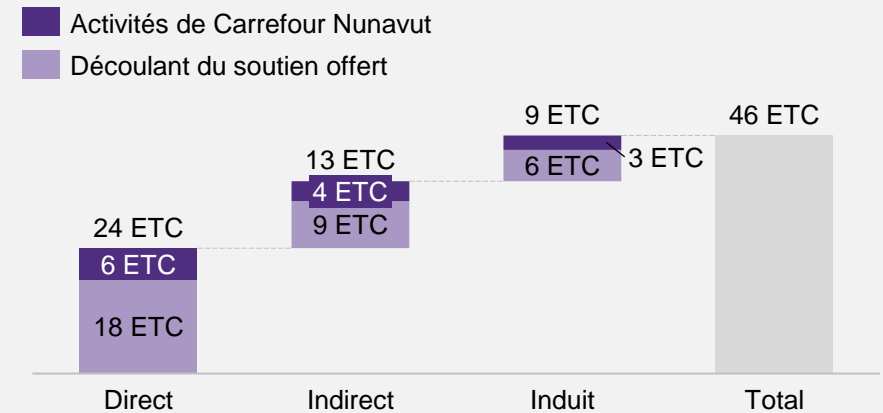 Activités de Carrefour Nunavut
Découlant du soutien offert
9 ETC 46 ETC
3 ETC
6 ETC
13 ETC
4 ETC
9 ETC
24 ETC
6 ETC
18 ETC
Direct Indirect Induit Total